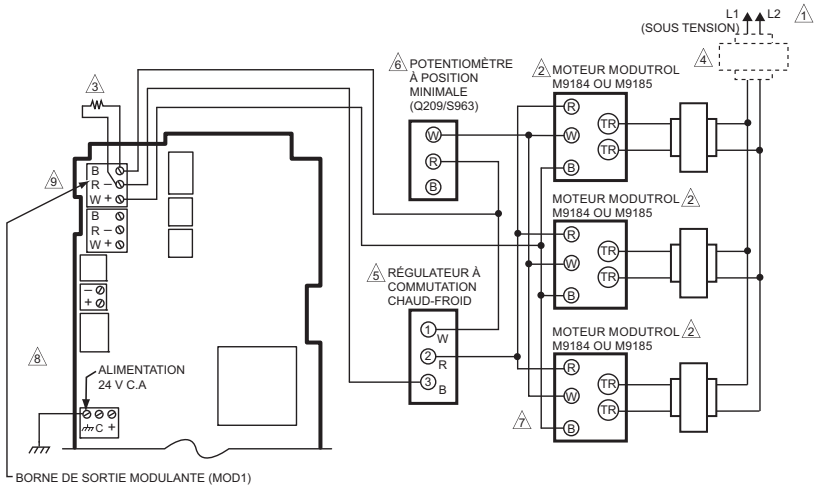 L1 L2 1
(SOUS TENSION)
4
6 POTENTIOMÈTRE
À POSITION
MINIMALE
(Q209/S963)
W
R
B
2 MOTEUR MODUTROL
M9184 OU M9185
R
W
B
TR
TR
3
9
B
R –
W +
B
R –
W +
–
+
8
ALIMENTATION
24 V C.A
C +
BORNE DE SORTIE MODULANTE (MOD1)
5 RÉGULATEUR À
COMMUTATION
CHAUD-FROID
1 W
2 R
3 B
MOTEUR MODUTROL 2
M9184 OU M9185
R
W
B
TR
TR
MOTEUR MODUTROL 2
M9184 OU M9185
R
W
B
TR
TR
7